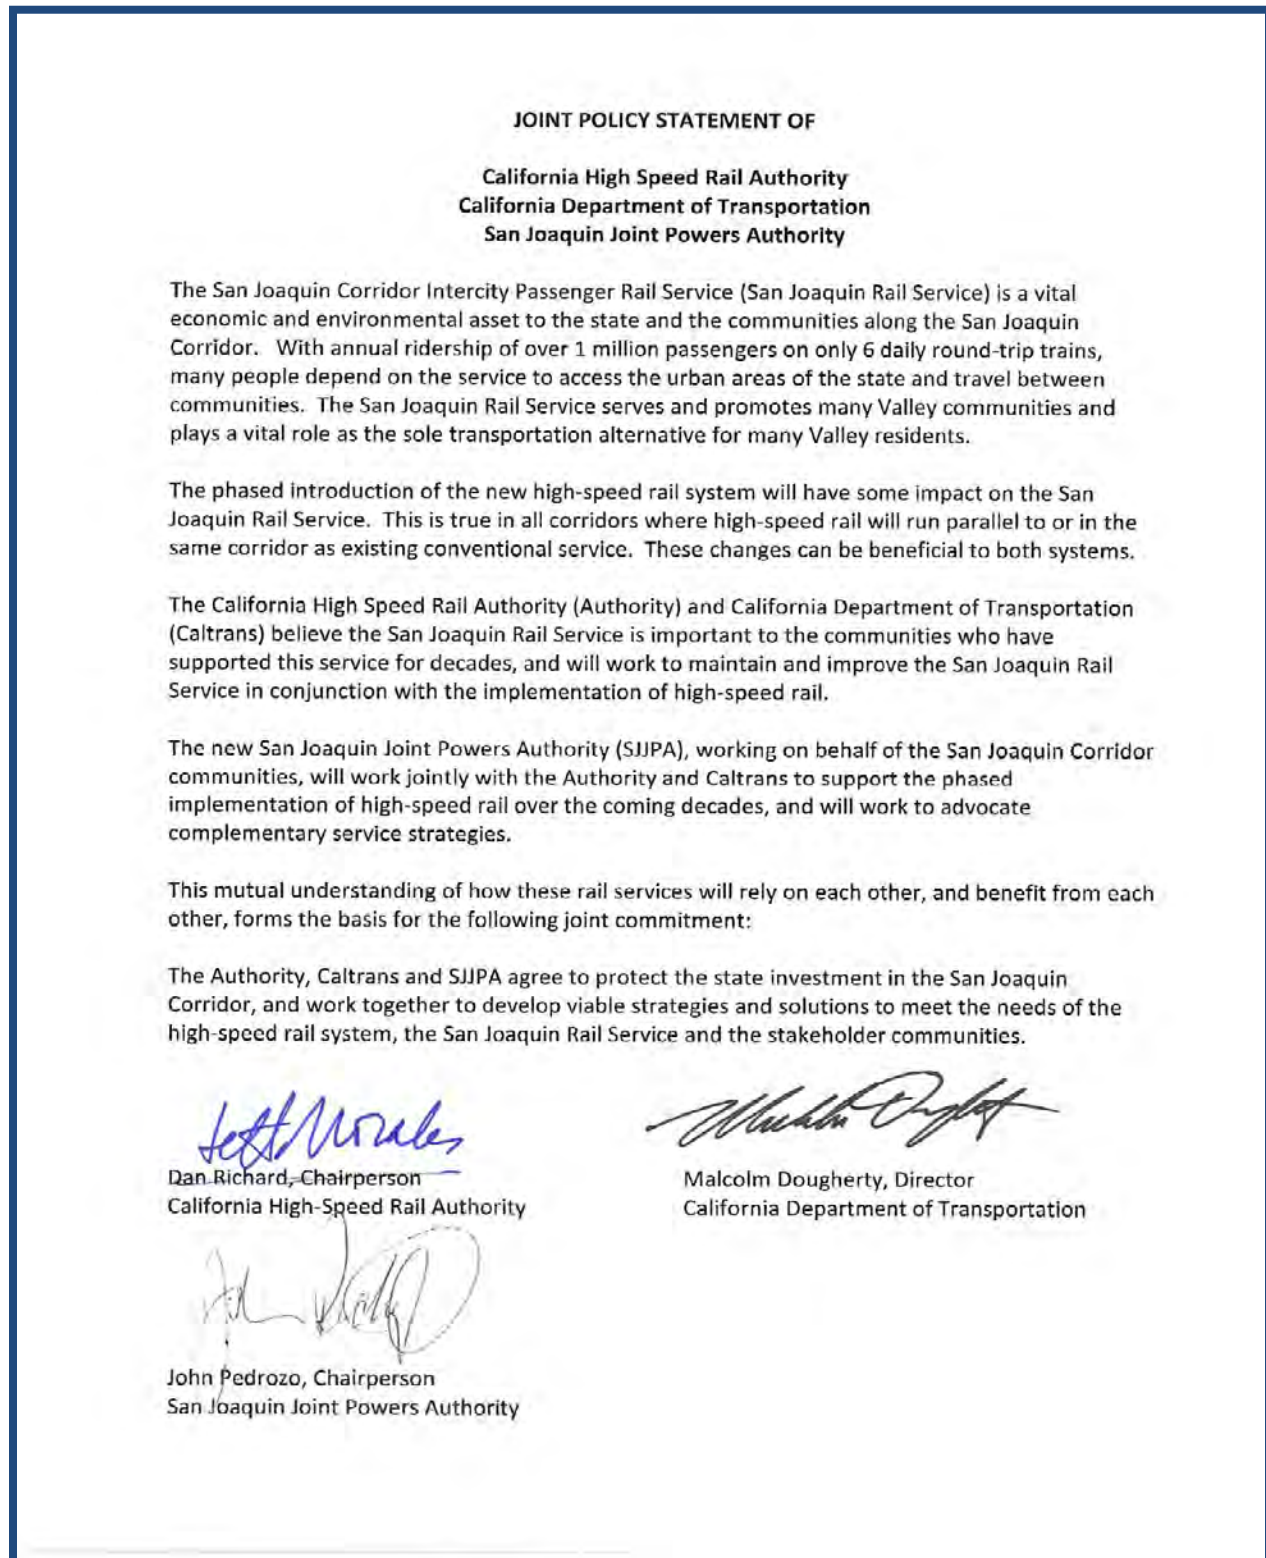 JOINT POLICY STATEMENT OF
California High Speed Rail Authority
California Department of Transportation
San Joaquin Joint Powers Authority
The San Joaquin Corridor Intercity Passenger Rail Service (San Joaquin Rail Service) is a vital
economic and environmental asset to the state and the communities along the San Joaquin
Corridor. With annual ridership of over 1 million passengers on only 6 daily round-trip trains,
many people depend on the service to access the urban areas of the state and travel between
communities. The San Joaquin Rail Service serves and promotes many Valley communities and
plays a vital role as the sole transportation alternative for many Valley residents.
The phased introduction of the new high-speed rail system will have some impact on the San
Joaquin Rail Service. This is true in all corridors where high-speed rail will run parallel to or in the
same corridor as existing conventional service. These changes can be beneficial to both systems.
The California High Speed Rail Authority (Authority) and California Department of Transportation
(Caltrans) believe the San Joaquin Rail Service is important to the communities who have
supported this service for decades, and will work to maintain and improve the San Joaquin Rail
Service in conjunction with the implementation of high-speed rail.
The new San Joaquin Joint Powers Authority (SJJPA), working on behalf of the San Joaquin Corridor
communities, will work jointly with the Authority and Caltrans to support the phased
implementation of high-speed rail over the coming decades, and will work to advocate
complementary service strategies.
This mutual understanding of how these rail services will rely on each other, and benefit from each
other, forms the basis for the following joint commitment:
The Authority, Caltrans and SJJPA agree to protect the state investment in the San Joaquin
Corridor, and work together to develop viable strategies and solutions to meet the needs of the
high-speed rail system, the San Joaquin Rail Service and the stakeholder communities.
Jeff Morales
Dan Richard, Chairperson
California High-Speed Rail Authority
Malcolm Dougherty, Director
California Department of Transportation
John Pedrozo, Chairperson
San Joaquin Joint Powers Authority